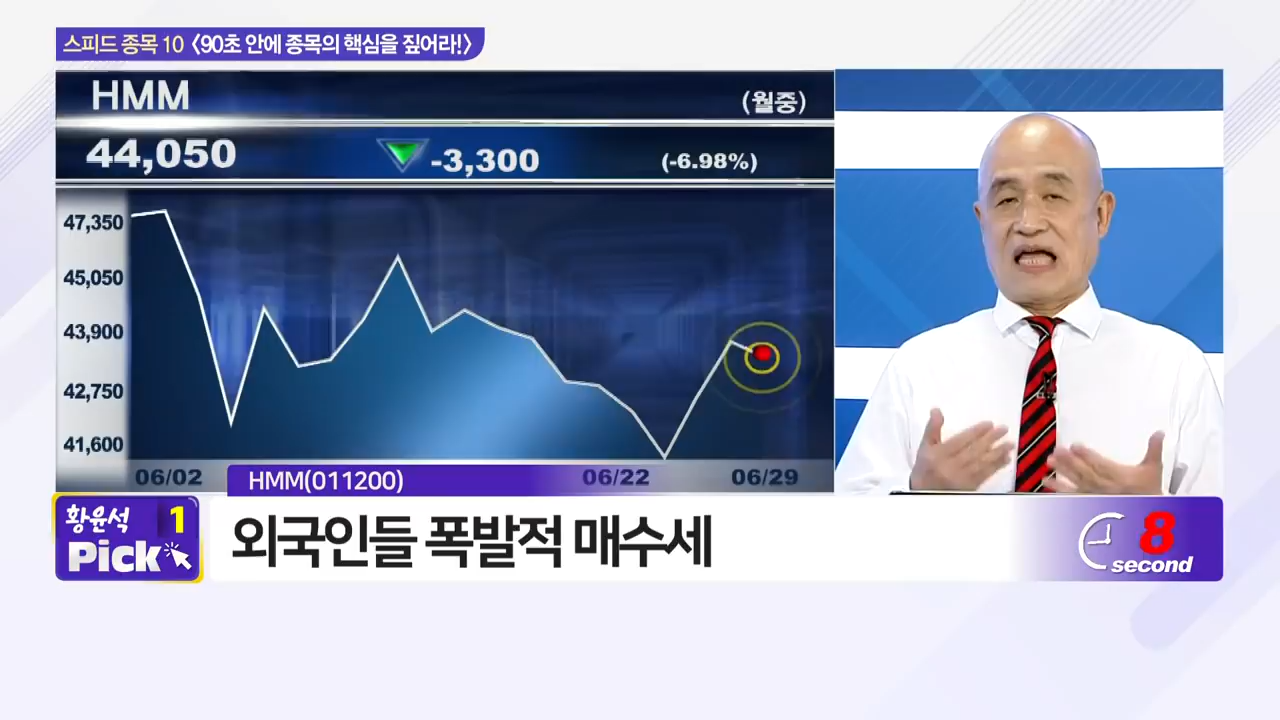 스피드 종목 10 〈90초 안에 종목의 핵심을 짚어라!〉
HMM
(월중)
44,050
-3,300
(-6.98%)
47,350
45,050
43,900
42,750
41,600
06/02
06/22
06/29
HMM(011200)
황윤석 1
Pick
외국인들 폭발적 매수세
8
second